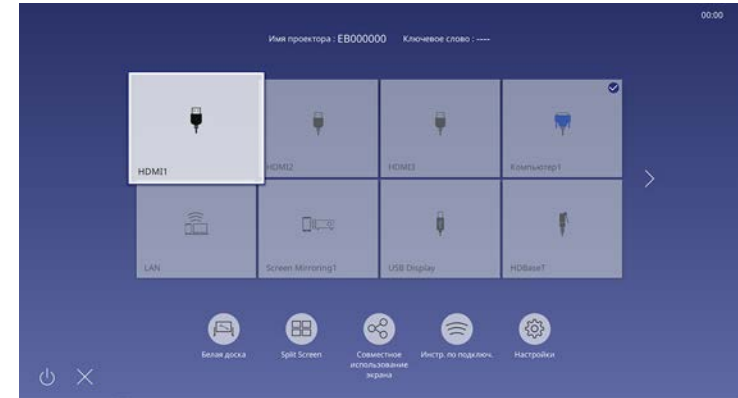 00:00
Имя проектора : EB000000 Ключевое слово : ----
HDMI1
HDMI2
HDMI3
Компьютер1
LAN
Screen Mirroring1
USB Display
HDBaseT
Белая доска
Split Screen
Совместное
использование
экрана
Инстр. по подключ.
Настройки